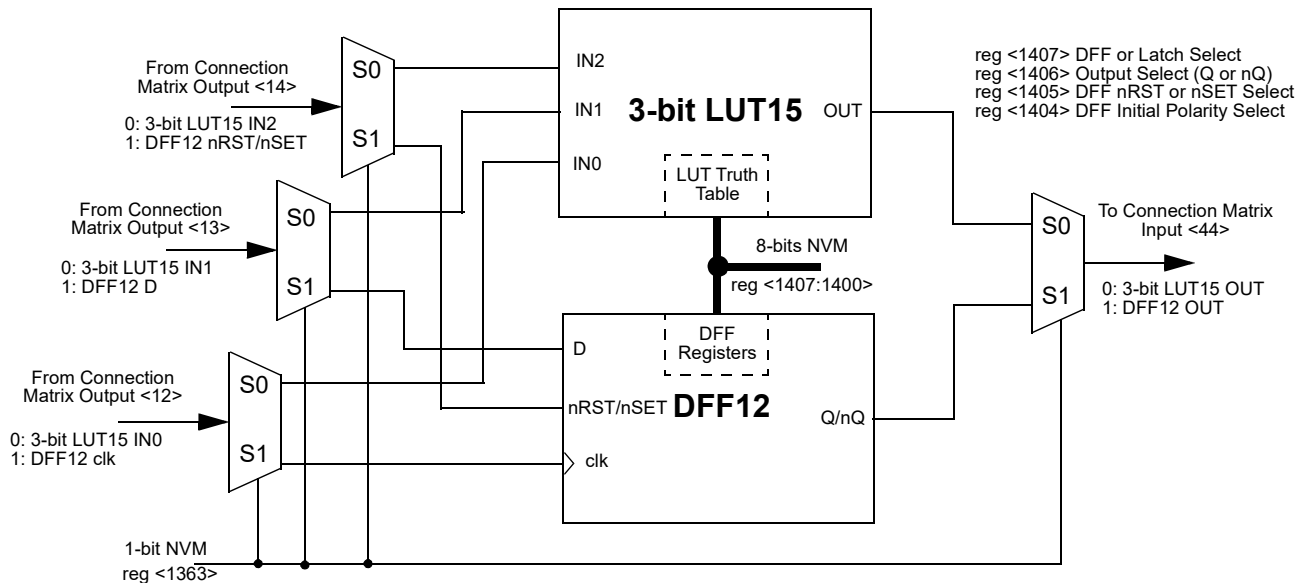 From Connection
Matrix Output <14>
0: 3-bit LUT15 IN2
1: DFF12 nRST/nSET
S0
S1
From Connection
Matrix Output <13>
0: 3-bit LUT15 IN1
1: DFF12 D
S0
S1
From Connection
Matrix Output <12>
0: 3-bit LUT15 IN0
1: DFF12 clk
S0
S1
1-bit NVM
reg <1363>
IN2
IN1
IN0
3-bit LUT15
OUT
LUT Truth
Table
8-bits NVM
reg <1407:1400>
DFF
Registers
D
nRST/nSET
DFF12
Q/nQ
clk
reg <1407> DFF or Latch Select
reg <1406> Output Select (Q or nQ)
reg <1405> DFF nRST or nSET Select
reg <1404> DFF Initial Polarity Select
S0
S1
To Connection Matrix
Input <44>
0: 3-bit LUT15 OUT
1: DFF12 OUT